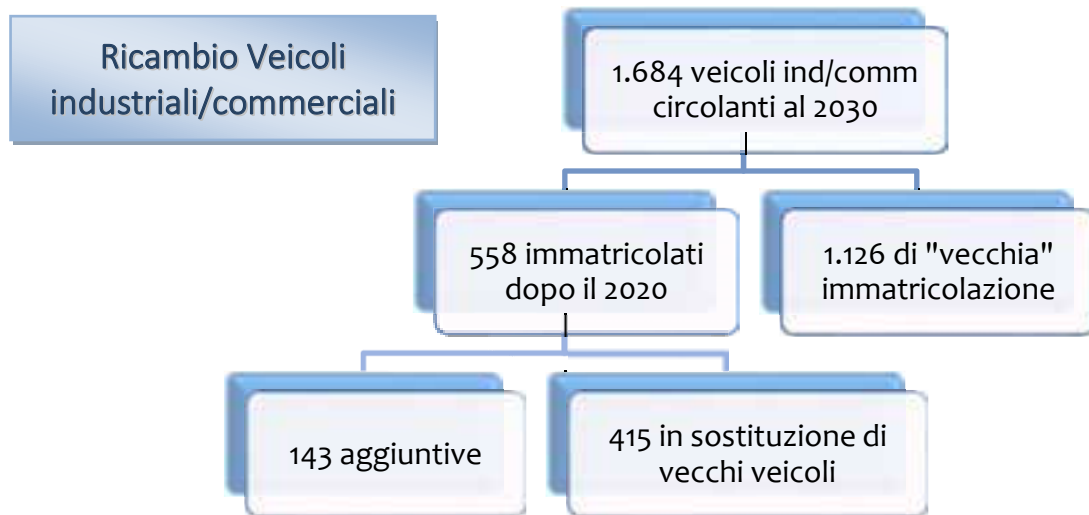 Ricambio Veicoli
industriali/commerciali
1.684 veicoli ind/comm
circolanti al 2030
558 immatricolati
dopo il 2020
1.126 di "vecchia"
immatricolazione
143 aggiuntive
415 in sostituzione di
vecchi veicoli